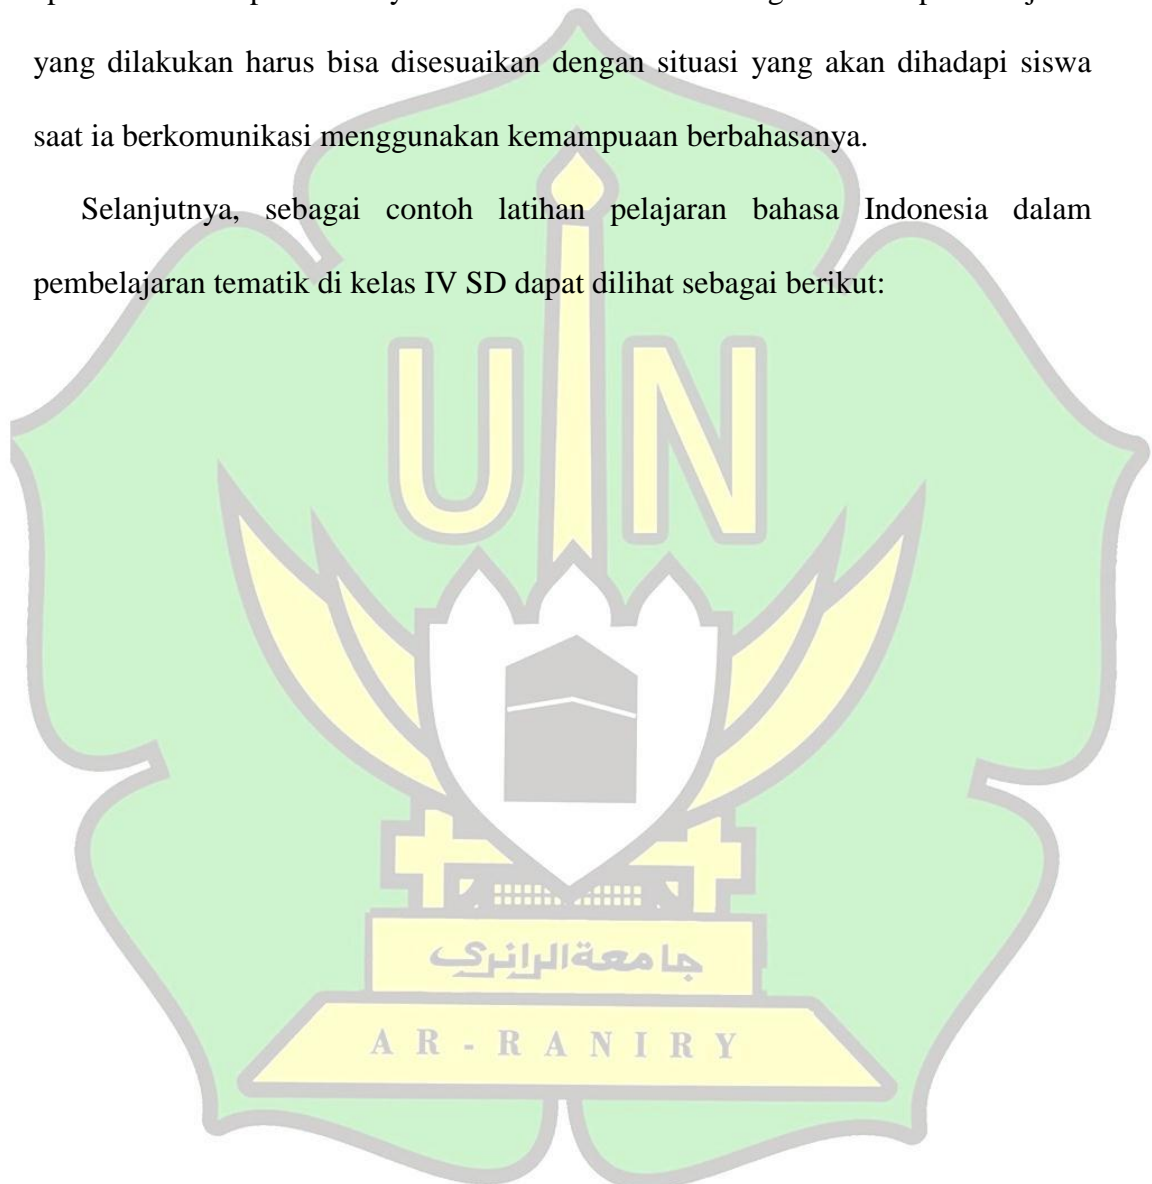 yang dilakukan harus bisa disesuaikan dengan situasi yang akan dihadapi siswa
saat ia berkomunikasi menggunakan kemampuaan berbahasanya.
Selanjutnya, sebagai contoh latihan pelajaran bahasa Indonesia dalam
pembelajaran tematik di kelas IV SD dapat dilihat sebagai berikut:
UIN
جامعة الرانري
AR-RANIRY